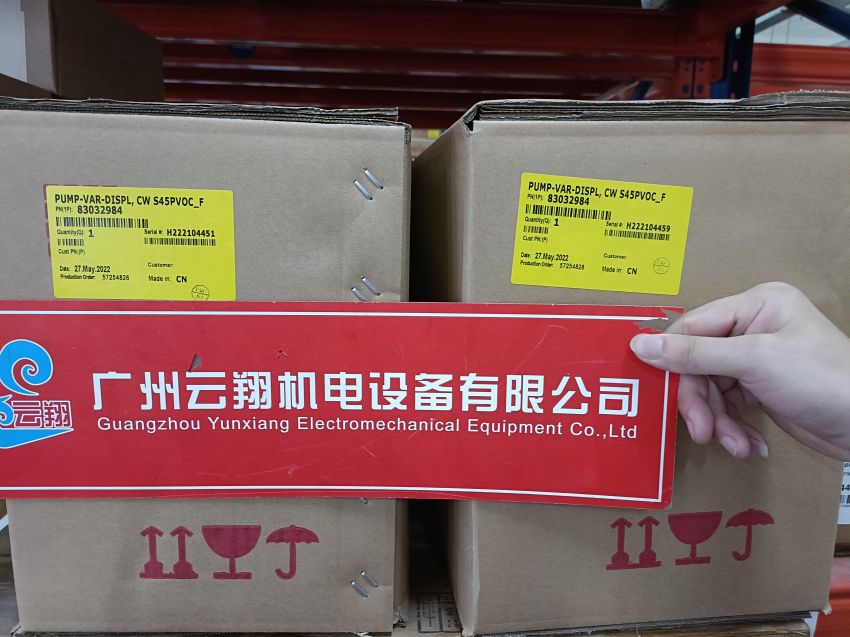 PUMP-VAR-DISPL, CW S45PVOC_F
PN(1P): 83032984
Quantity(Q): 1
Serial #: H222104451
Cust PN:(P)
Date: 27.May.2022
Customer:
Production Order: 57254828
Made in: CN
PUMP-VAR-DISPL, CW S45PVOC_F
PN(1P): 83032984
Quantity(Q): 1
Serial #: H222104459
Cust PN:(P)
Date: 27.May.2022
Customer:
Production Order: 57254828
Made in: CN
云翔
广州云翔机电设备有限公司
Guangzhou Yunxiang Electromechanical Equipment Co.,Ltd